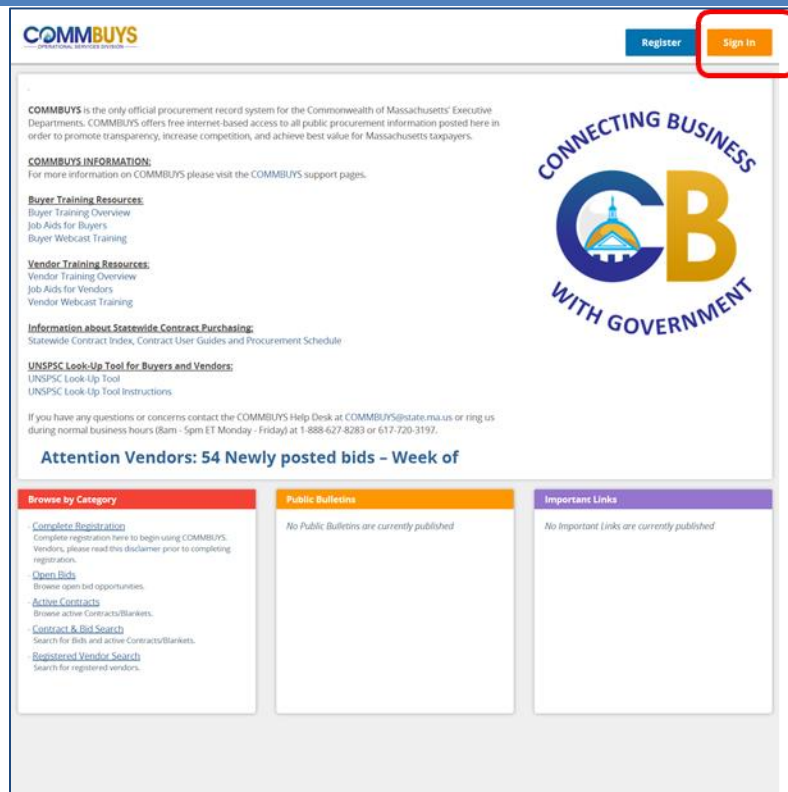 COMMBUYS
OPERATIONAL SERVICES DIVISION
Register
Sign In
COMMBUYS is the only official procurement record system for the Commonwealth of Massachusetts' Executive
Departments. COMMBUYS offers free internet-based access to all public procurement information posted here in
order to promote transparency, increase competition, and achieve best value for Massachusetts taxpayers.
COMMBUYS INFORMATION:
For more information on COMMBUYS please visit the COMMBUYS support pages.
Buyer Training Resources:
Buyer Training Overview
Job Aids for Buyers
Buyer Webcast Training
Vendor Training Resources:
Vendor Training Overview
Job Aids for Vendors
Vendor Webcast Training
Information about Statewide Contract Purchasing:
Statewide Contract Index, Contract User Guides and Procurement Schedule
UNSPSC Look-Up Tool for Buyers and Vendors:
UNSPSC Look-Up Tool
UNSPSC Look-Up Tool Instructions
If you have any questions or concerns contact the COMMBUYS Help Desk at COMMBUYS@state.ma.us or ring us
during normal business hours (8am - 5pm ET Monday - Friday) at 1-888-627-8283 or 617-720-3197.
CONNECTING BUSINESS
CB
WITH GOVERNMENT
Attention Vendors: 54 Newly posted bids – Week of
Browse by Category
- Complete Registration
Complete registration here to begin using COMMBUYS.
Vendors, please read this disclaimer prior to completing
registration.
- Open Bids
Browse open bid opportunities.
- Active Contracts
Browse active Contracts/Blankets.
- Contract & Bid Search
Search for Bids and active Contracts/Blankets.
- Registered Vendor Search
Search for registered vendors.
Public Bulletins
No Public Bulletins are currently published
Important Links
No Important Links are currently published